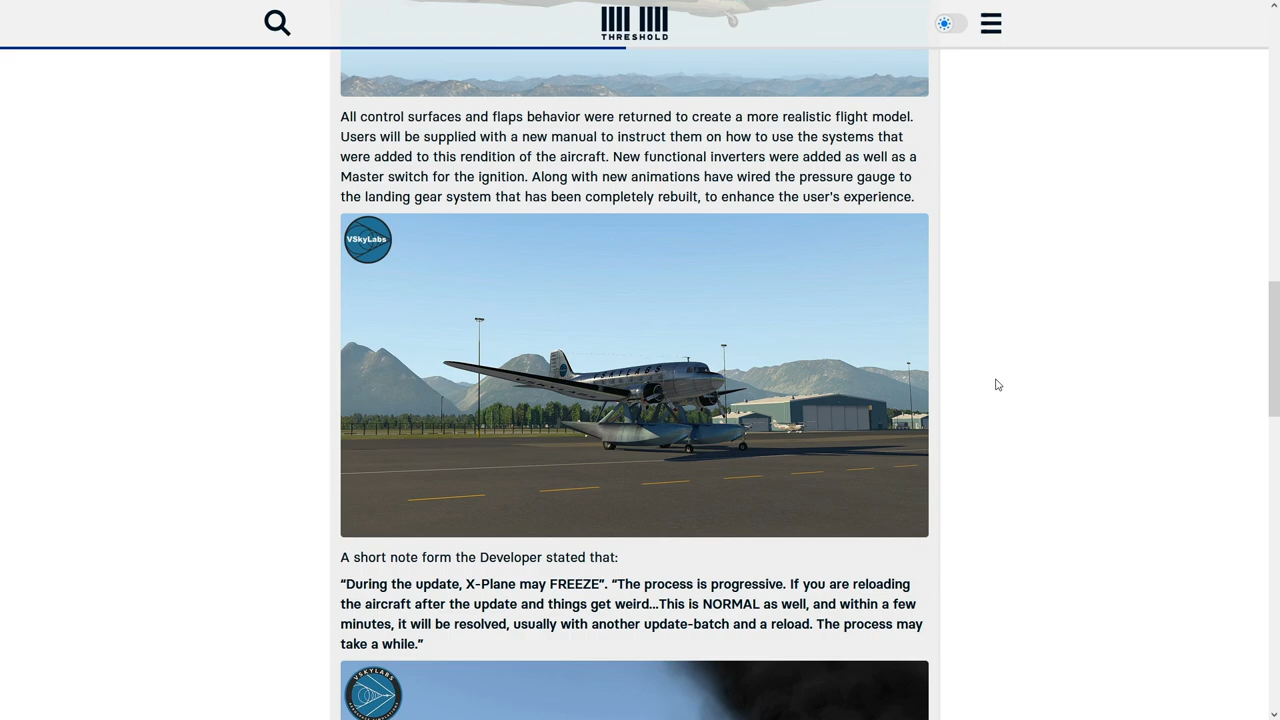 THRESHOLD
All control surfaces and flaps behavior were returned to create a more realistic flight model.
Users will be supplied with a new manual to instruct them on how to use the systems that
were added to this rendition of the aircraft. New functional inverters were added as well as a
Master switch for the ignition. Along with new animations have wired the pressure gauge to
the landing gear system that has been completely rebuilt, to enhance the user's experience.
VSkyLabs
A short note form the Developer stated that:
“During the update, X-Plane may FREEZE”. “The process is progressive. If you are reloading
the aircraft after the update and things get weird...This is NORMAL as well, and within a few
minutes, it will be resolved, usually with another update-batch and a reload. The process may
take a while.”
VSKYLABS